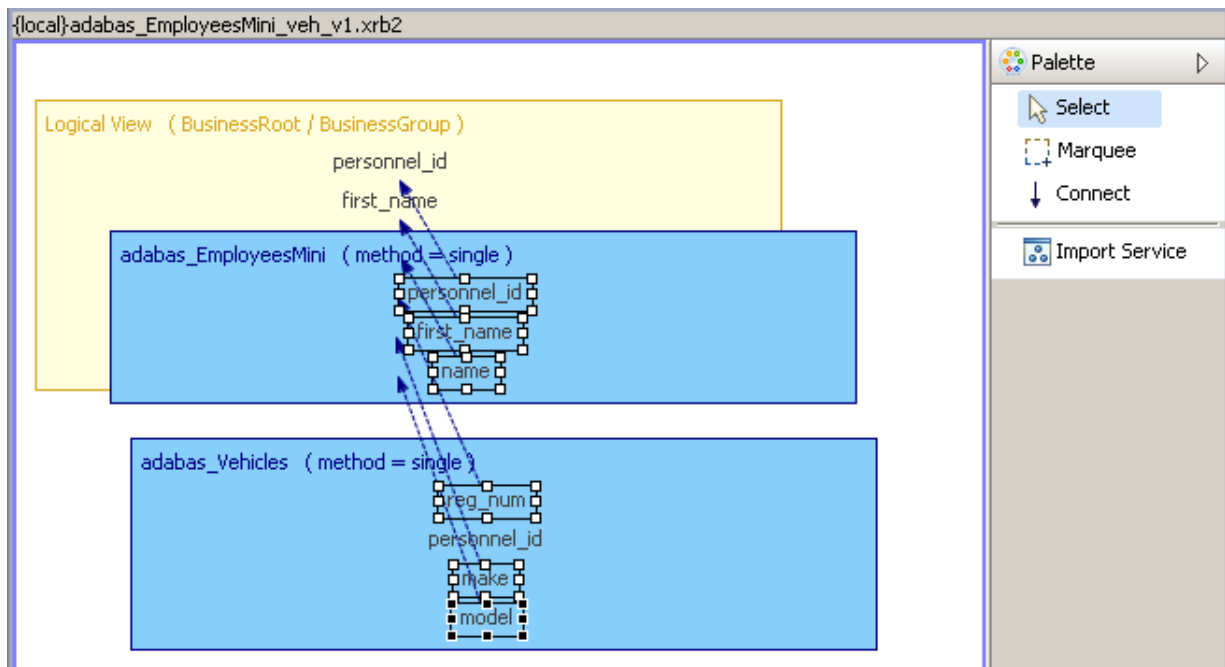 {local}adabas_EmployeesMini_veh_v1.xrb2
Logical View ( BusinessRoot / BusinessGroup )
personnel_id
first_name
adabas_EmployeesMini ( method = single )
personnel_id
first_name
name
adabas_Vehicles ( method = single )
reg_num
personnel_id
make
model
Palette
Select
Marquee
Connect
Import Service